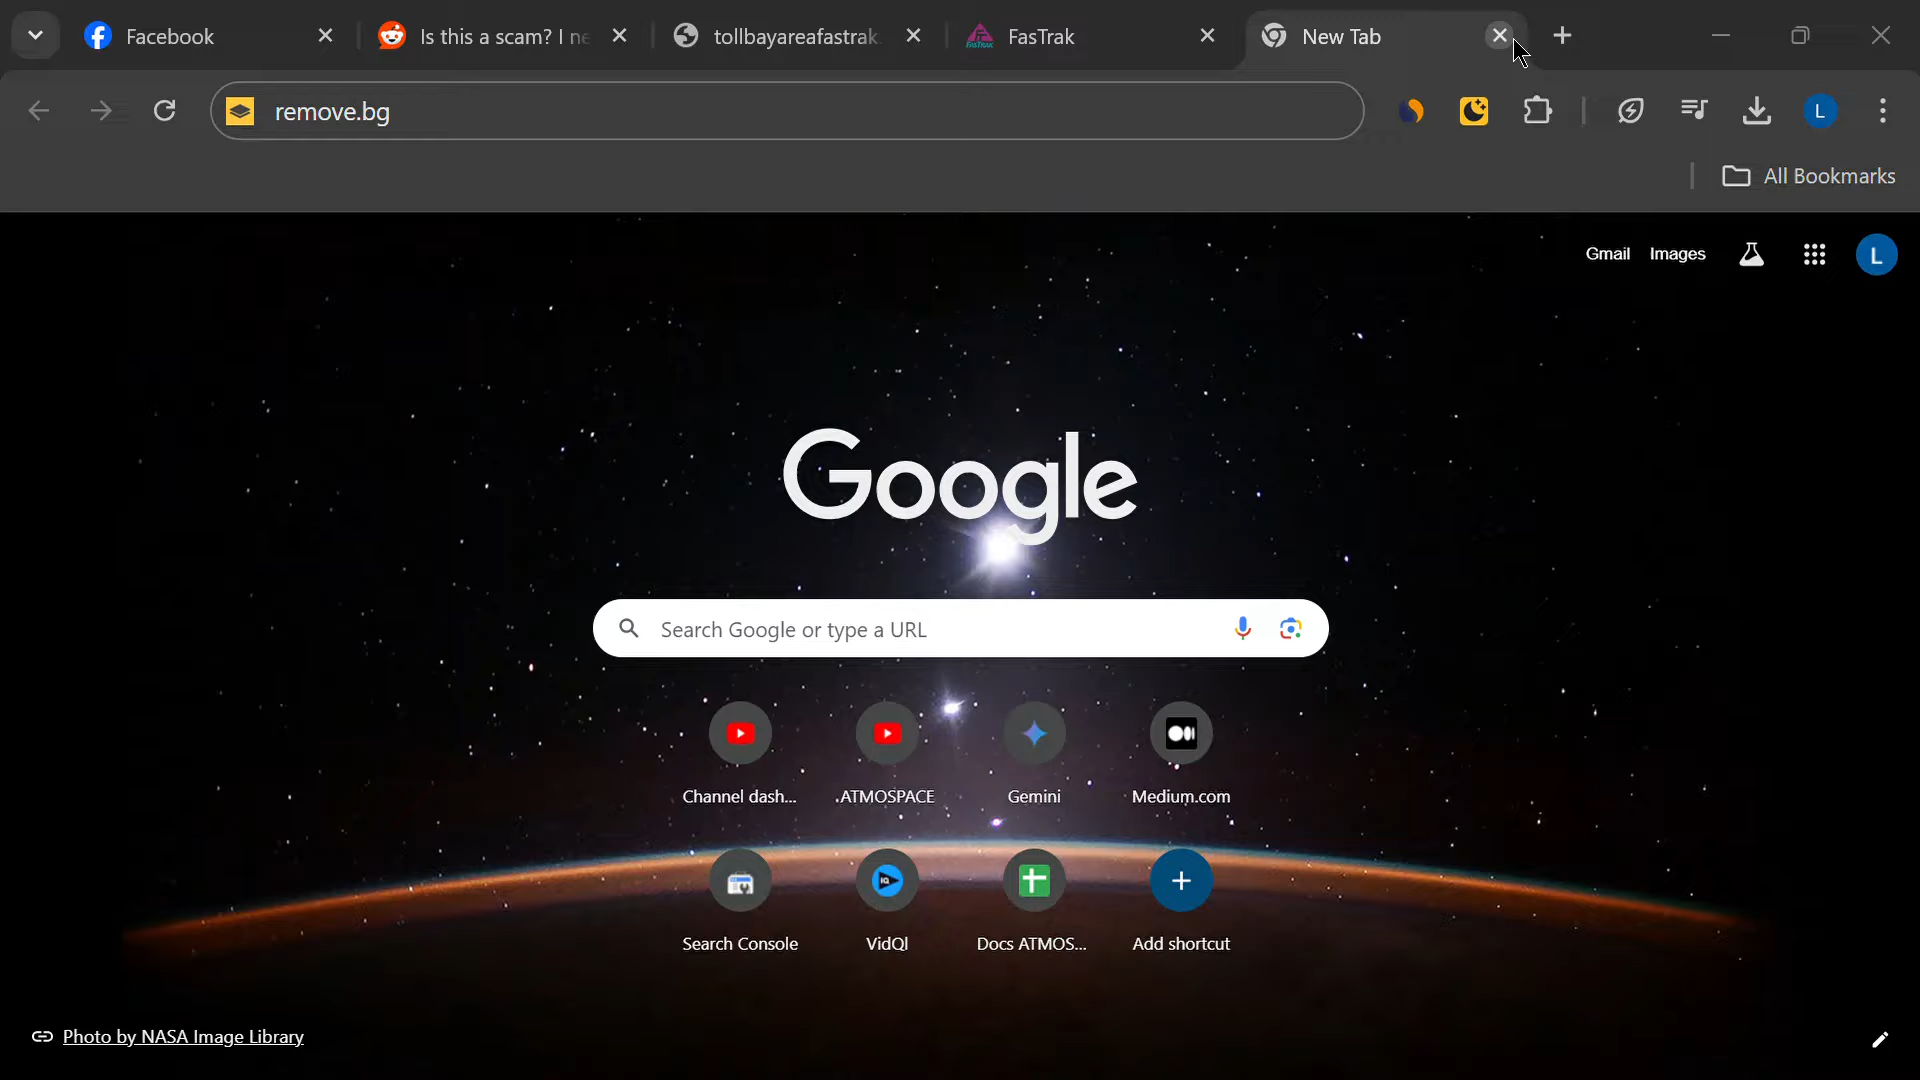 Facebook
Is this a scam? I ne
tollbayareafastrak
FasTrak
New Tab
remove.bg
L
All Bookmarks
Gmail Images
L
Google
Search Google or type a URL
Channel dash... ATMOSPACE Gemini Medium.com
Search Console VidQI Docs ATMOS... Add shortcut
Photo by NASA Image Library